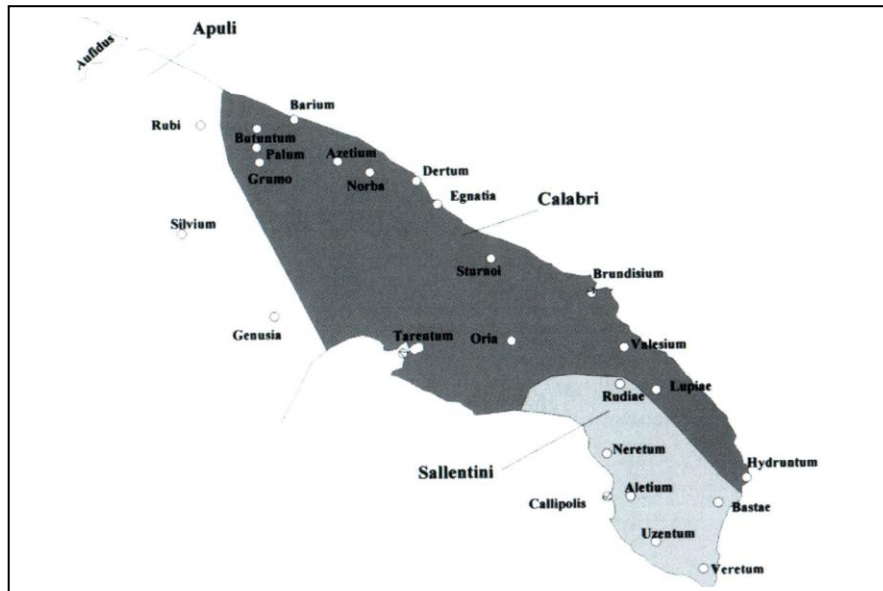 Apuli
Aufidus
Barium
Rubi
Butuntum
Palum
Azetium
Grumo
Norba
Dertum
Egnatia
Calabri
Silvium
Sturnoi
Brundisium
Genusia
Tarentum
Oria
Valesium
Rudiae
Lupiae
Neretum
Sallentini
Hydruntum
Callipolis
Aletium
Bastae
Uzentum
Veretum